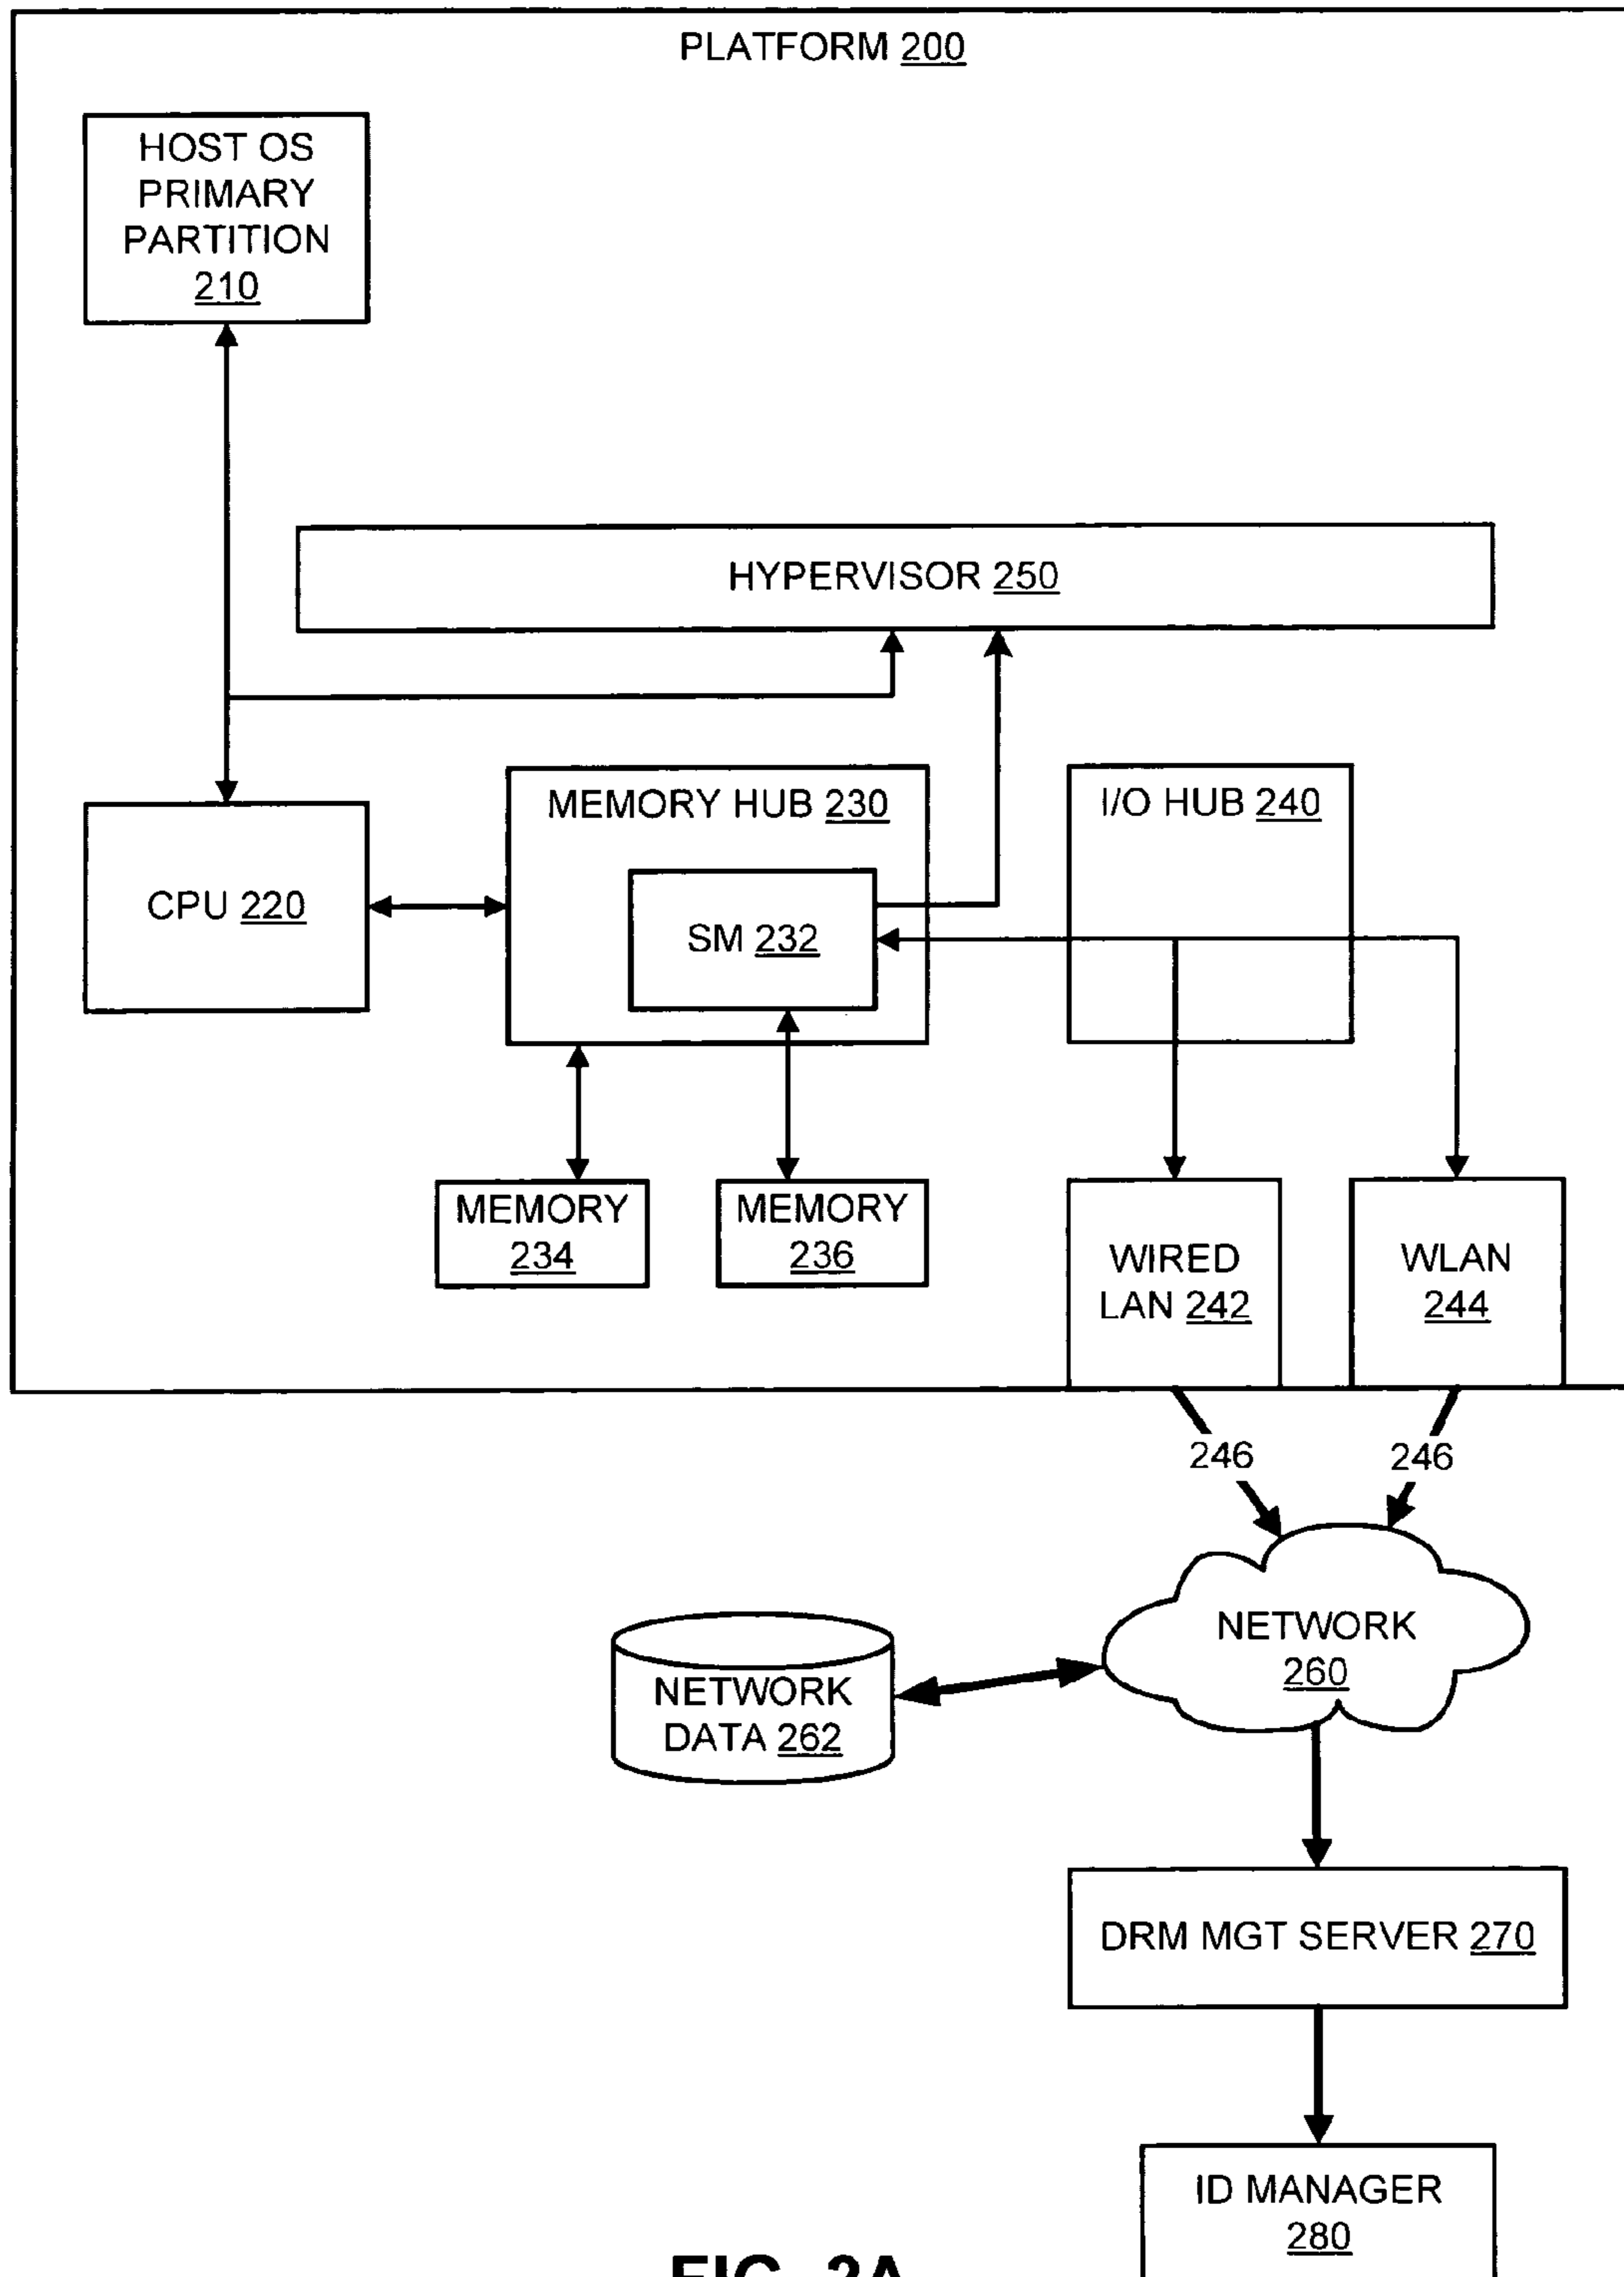 PLATFORM 200
HOST OS
PRIMARY
PARTITION
210
HYPERVISOR 250
MEMORY HUB 230
I/O HUB 240
CPU 220
SM 232
MEMORY
234
MEMORY
236
WIRED
LAN 242
WLAN
244
246
246
NETWORK
260
NETWORK
DATA 262
DRM MGT SERVER 270
ID MANAGER
280
FIG. 2A